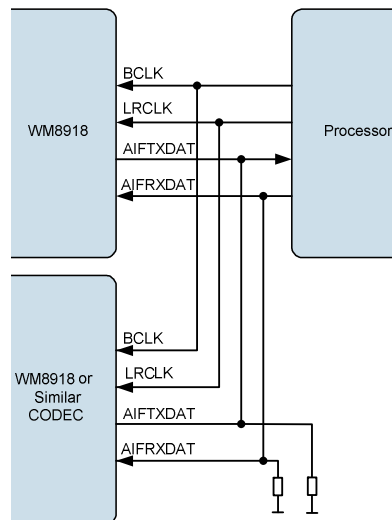 BCLK
LRCLK
WM8918
Processor
AIFTXDAT
AIFRXDAT
BCLK
LRCLK
WM8918 or
Similar
CODEC
AIFTXDAT
AIFRXDAT